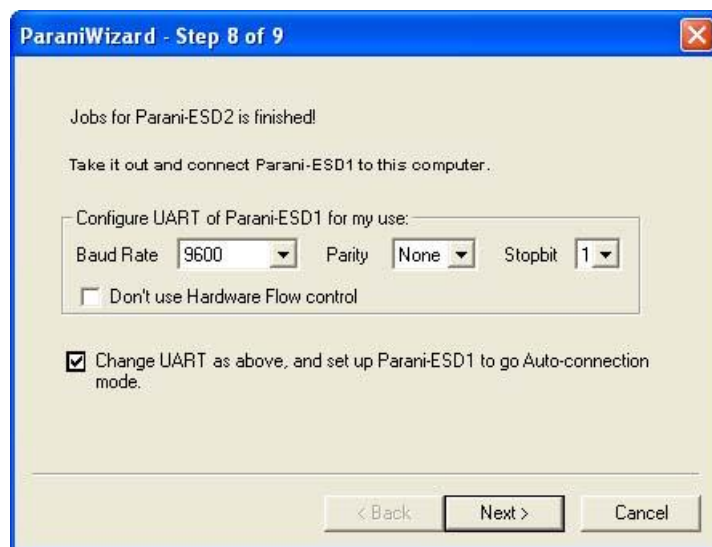 ParaniWizard - Step 8 of 9
Jobs for Parani-ESD2 is finished!
Take it out and connect Parani-ESD1 to this computer.
Configure UART of Parani-ESD1 for my use:
Baud Rate 9600 Parity None Stopbit 1
Don't use Hardware Flow control
Change UART as above, and set up Parani-ESD1 to go Auto-connection
mode.
< Back Next > Cancel